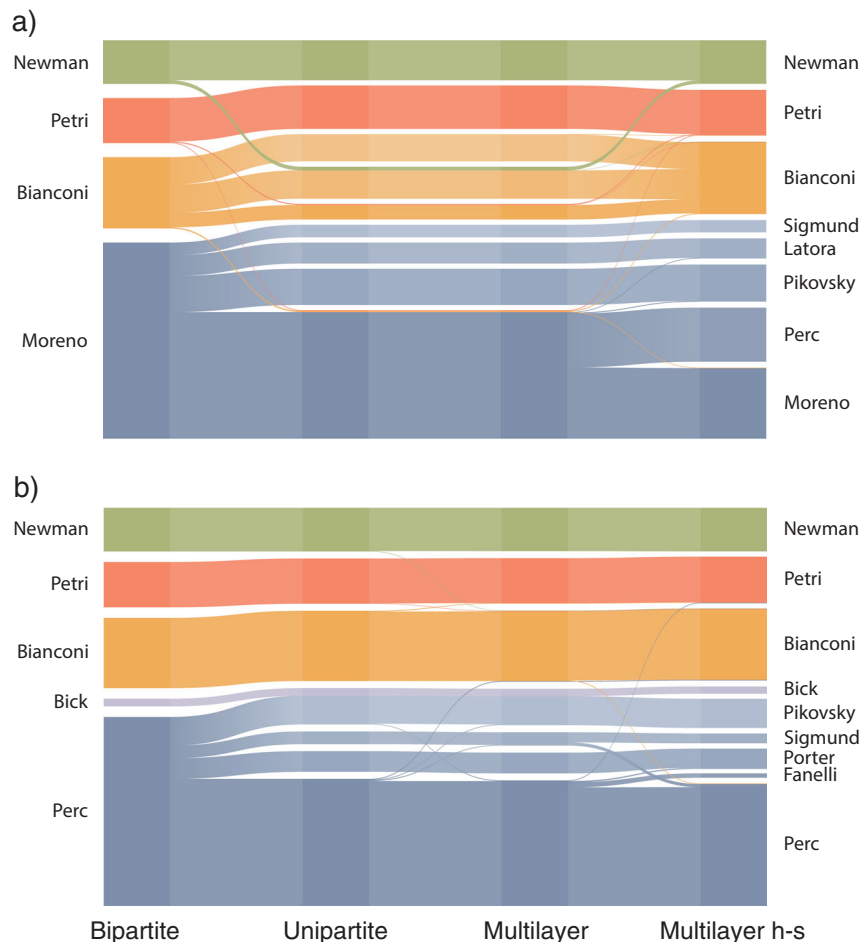 a)
Newman
Petri
Bianconi
Moreno
Newman
Petri
Bianconi
Sigmund
Latora
Pikovsky
Perc
Moreno
b)
Newman
Petri
Bianconi
Bick
Perc
Newman
Petri
Bianconi
Bick
Pikovsky
Sigmund
Porter
Fanelli
Perc
Bipartite Unipartite Multilayer Multilayer h-s